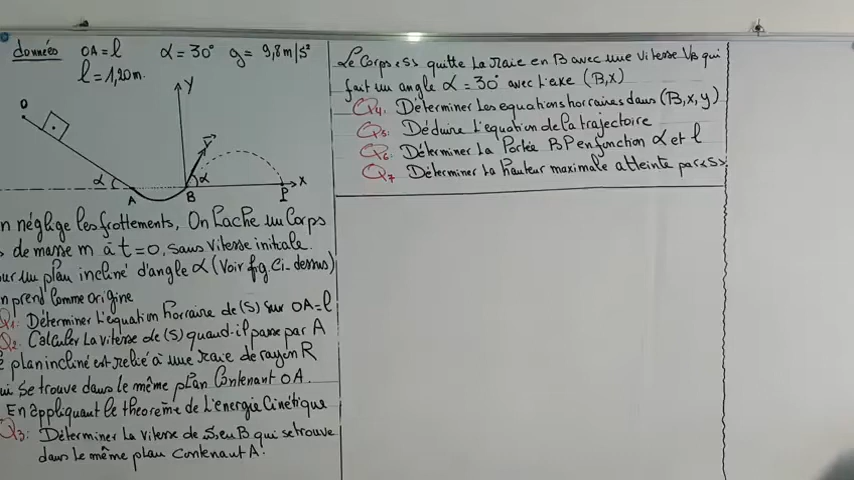 données OA=l α=30° g=9,8m/s²
l=1,20m.
Y
O
V
α
α
A
B
P
X
n néglige les frottements, On Lache un Corps
s de masse m à t=0, sans vitesse initiale.
sur un plan incliné d'angle α (Voir fig. Ci-dessus)
n prend comme origine
Q1: Déterminer L'équation horraire de (S) sur OA=l
Q2: Calculer La vitesse de (S) quand-il passe par A
e plan incliné est relié à une raie de rayon R
ui se trouve dans le même plan Contenant OA.
En appliquant le theoreme de L'energie Cinétique
Q3: Déterminer La vitesse de S en B qui se trouve
dans le même plan contenant A.
Le Corps <S> quitte La raie en B avec une vitesse VB qui
fait un angle α=30° avec l'axe (B,x)
Q4. Déterminer Les equations horraires dans (B,x,y)
Q5: Déduire L'equation de la trajectoire
Q6: Déterminer La Portée BP en fonction α et l
Q7 Déterminer La hauteur maximale atteinte par <S>